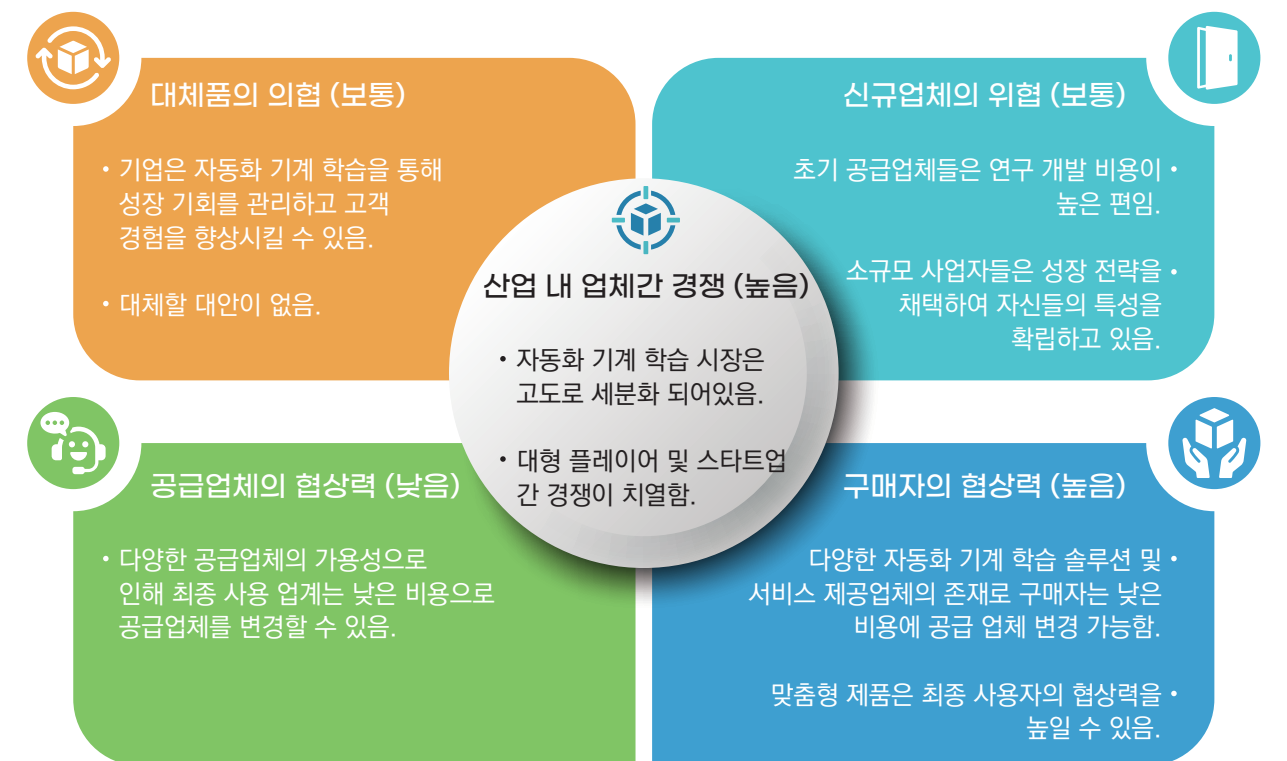 대체품의 의협 (보통)
• 기업은 자동화 기계 학습을 통해
성장 기회를 관리하고 고객
경험을 향상시킬 수 있음.
• 대체할 대안이 없음.
신규업체의 위협 (보통)
초기 공급업체들은 연구 개발 비용이 •
높은 편임.
소규모 사업자들은 성장 전략을 •
채택하여 자신들의 특성을
확립하고 있음.
산업 내 업체간 경쟁 (높음)
• 자동화 기계 학습 시장은
고도로 세분화 되어있음.
• 대형 플레이어 및 스타트업
간 경쟁이 치열함.
공급업체의 협상력 (낮음)
• 다양한 공급업체의 가용성으로
인해 최종 사용 업계는 낮은 비용으로
공급업체를 변경할 수 있음.
구매자의 협상력 (높음)
다양한 자동화 기계 학습 솔루션 및 •
서비스 제공업체의 존재로 구매자는 낮은
비용에 공급 업체 변경 가능함.
맞춤형 제품은 최종 사용자의 협상력을 •
높일 수 있음.